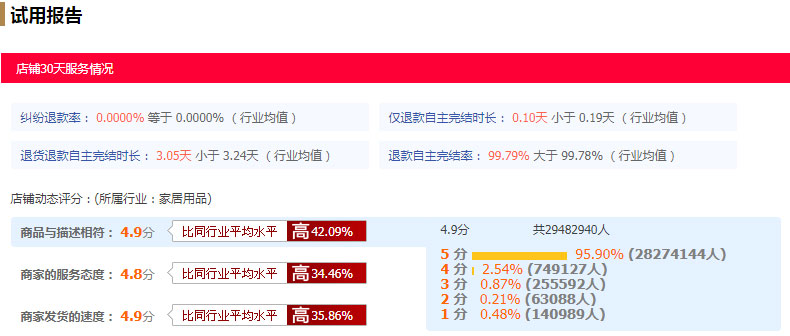 试用报告
店铺30天服务情况
纠纷退款率： 0.0000% 等于 0.0000% （行业均值） 仅退款自主完结时长： 0.10天 小于 0.19天 （行业均值）
退货退款自主完结时长： 3.05天 小于 3.24天 （行业均值） 退款自主完结率： 99.79% 大于 99.78% （行业均值）
店铺动态评分：(所属行业：家居用品)
商品与描述相符： 4.9分 比同行业平均水平 高 42.09% 4.9分 共29482940人
5 分 95.90% (28274144人)
商家的服务态度： 4.8分 比同行业平均水平 高 34.46% 4 分 2.54% (749127人)
3 分 0.87% (255592人)
2 分 0.21% (63088人)
商家发货的速度： 4.9分 比同行业平均水平 高 35.86% 1 分 0.48% (140989人)